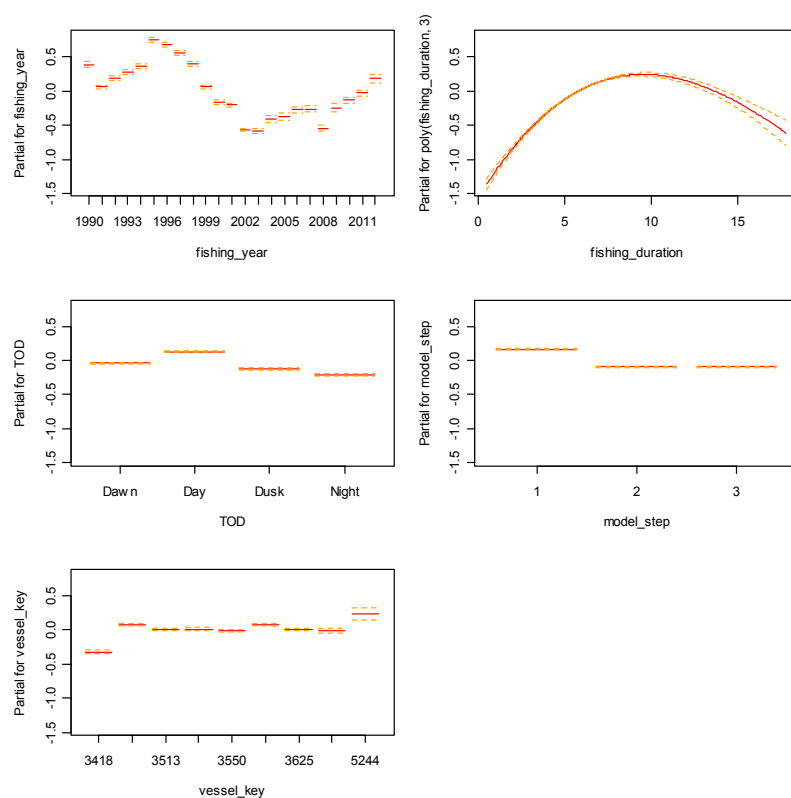 Partial for fishing_year
0.5
0.0
-0.5
-1.0
-1.5
1990 1993 1996 1999 2002 2005 2008 2011
fishing_year
Partial for poly(fishing_duration, 3)
0.5
0.0
-0.5
-1.0
-1.5
0 5 10 15
fishing_duration
Partial for TOD
0.5
0.0
-0.5
-1.0
-1.5
Dawn Day Dusk Night
TOD
Partial for model_step
0.5
0.0
-0.5
-1.0
-1.5
1 2 3
model_step
Partial for vessel_key
0.5
0.0
-0.5
-1.0
-1.5
3418 3513 3550 3625 5244
vessel_key